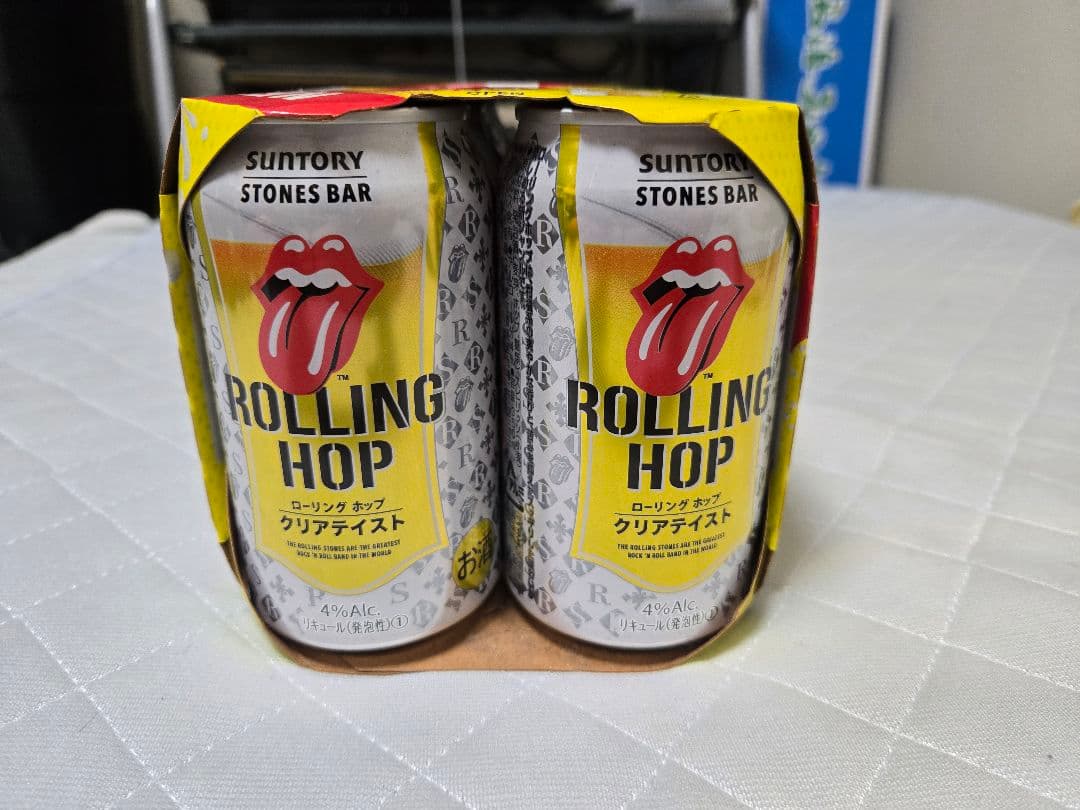 OPEN
SUNTORY
STONES BAR
TM
ROLLING
HOP
ローリング ホップ
クリアテイスト
THE ROLLING STONES ARE THE GREATEST
ROCK 'N ROLL BAND IN THE WORLD
お酒
4%Alc.
リキュール(発泡性)①
SUNTORY
STONES BAR
TM
ROLLING
HOP
ローリング ホップ
クリアテイスト
THE ROLLING STONES ARE THE GREATEST
ROCK 'N ROLL BAND IN THE WORLD
4%Alc.
リキュール(発泡性)①